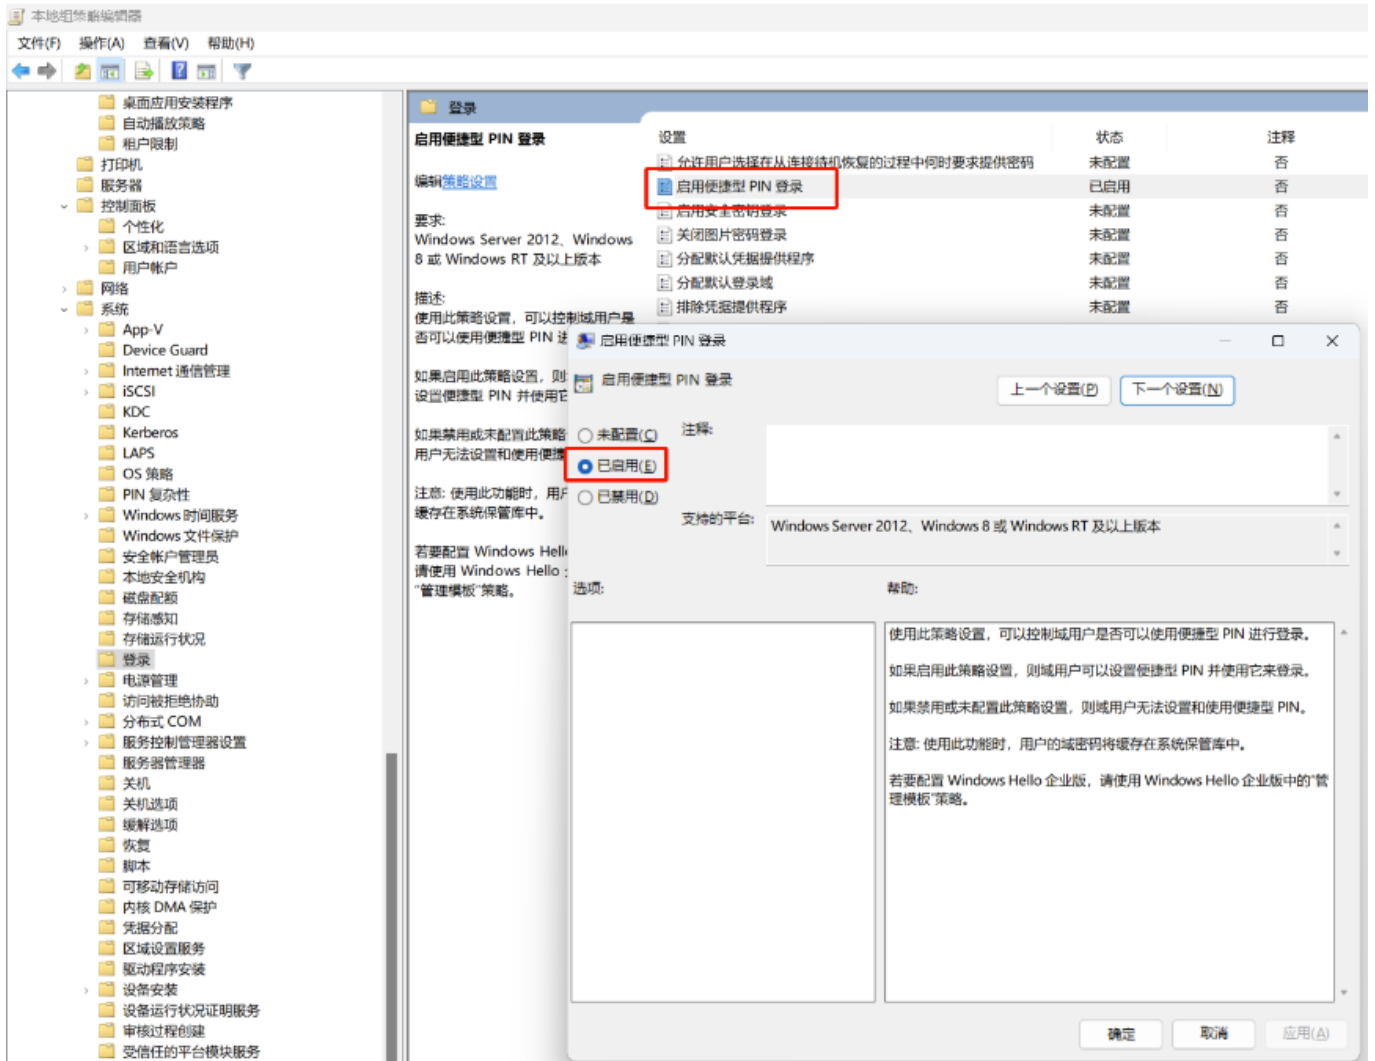 本地组策略编辑器
文件(F) 操作(A) 查看(V) 帮助(H)
桌面应用安装程序
自动播放策略
租户限制
打印机
服务器
控制面板
个性化
区域和语言选项
用户帐户
网络
系统
App-V
Device Guard
Internet 通信管理
iSCSI
KDC
Kerberos
LAPS
OS 策略
PIN 复杂性
Windows 时间服务
Windows 文件保护
安全帐户管理员
本地安全机构
磁盘配额
存储感知
存储运行状况
登录
电源管理
访问被拒绝协助
分布式 COM
服务控制管理器设置
服务器管理器
关机
关机选项
缓解选项
恢复
脚本
可移动存储访问
内核 DMA 保护
凭据分配
区域设置服务
驱动程序安装
设备安装
设备运行状况证明服务
审核过程创建
受信任的平台模块服务
登录
启用便捷型 PIN 登录
编辑策略设置
要求:
Windows Server 2012、Windows
8 或 Windows RT 及以上版本
描述:
使用此策略设置，可以控制域用户是
否可以使用便捷型 PIN 进
如果启用此策略设置，则
设置便捷型 PIN 并使用它
如果禁用或未配置此策略
用户无法设置和使用便捷
注意: 使用此功能时，用户
缓存在系统保管库中。
若要配置 Windows Hello
请使用 Windows Hello
“管理模板”策略。
设置 状态 注释
允许用户选择在从连接待机恢复的过程中何时要求提供密码 未配置 否
启用便捷型 PIN 登录 已启用 否
启用安全密钥登录 未配置 否
关闭图片密码登录 未配置 否
分配默认凭据提供程序 未配置 否
分配默认登录域 未配置 否
排除凭据提供程序 未配置 否
启用便捷型 PIN 登录
启用便捷型 PIN 登录
上一个设置(P) 下一个设置(N)
未配置(C) 注释:
已启用(E)
已禁用(D)
支持的平台: Windows Server 2012、Windows 8 或 Windows RT 及以上版本
选项: 帮助:
使用此策略设置，可以控制域用户是否可以使用便捷型 PIN 进行登录。
如果启用此策略设置，则域用户可以设置便捷型 PIN 并使用它来登录。
如果禁用或未配置此策略设置，则域用户无法设置和使用便捷型 PIN。
注意: 使用此功能时，用户的域密码将缓存在系统保管库中。
若要配置 Windows Hello 企业版，请使用 Windows Hello 企业版中的“管
理模板”策略。
确定 取消 应用(A)